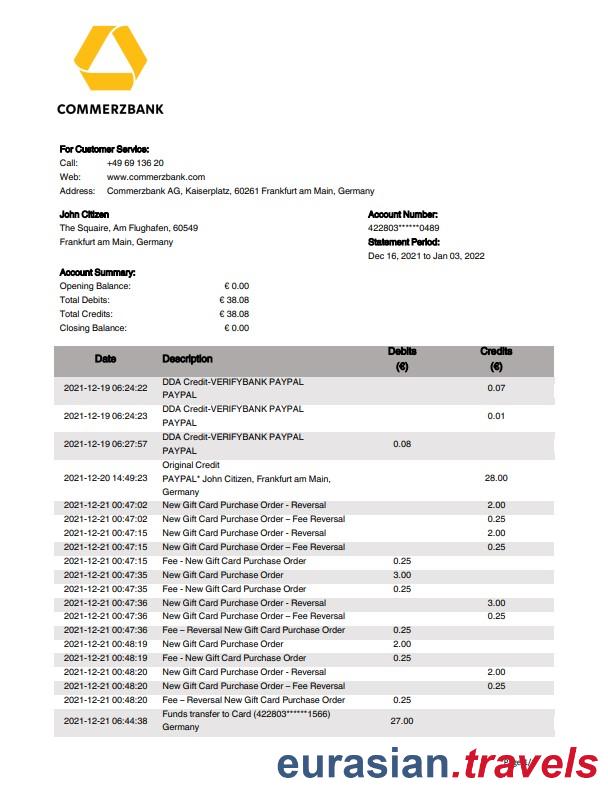 COMMERZBANK
For Customer Service:
Call: +49 69 136 20
Web: www.commerzbank.com
Address: Commerzbank AG, Kaiserplatz, 60261 Frankfurt am Main, Germany
John Citizen Account Number:
The Squaire, Am Flughafen, 60549 422803******0489
Frankfurt am Main, Germany Statement Period:
Dec 16, 2021 to Jan 03, 2022
Account Summary:
Opening Balance: € 0.00
Total Debits: € 38.08
Total Credits: € 38.08
Closing Balance: € 0.00
Date Description Debits (€) Credits (€)
2021-12-19 06:24:22 DDA Credit-VERIFYBANK PAYPAL 0.07
PAYPAL
2021-12-19 06:24:23 DDA Credit-VERIFYBANK PAYPAL 0.01
PAYPAL
2021-12-19 06:27:57 DDA Credit-VERIFYBANK PAYPAL 0.08
PAYPAL
Original Credit
2021-12-20 14:49:23 PAYPAL* John Citizen, Frankfurt am Main, 28.00
Germany
2021-12-21 00:47:02 New Gift Card Purchase Order - Reversal 2.00
2021-12-21 00:47:02 New Gift Card Purchase Order – Fee Reversal 0.25
2021-12-21 00:47:15 New Gift Card Purchase Order - Reversal 2.00
2021-12-21 00:47:15 New Gift Card Purchase Order – Fee Reversal 0.25
2021-12-21 00:47:15 Fee - New Gift Card Purchase Order 0.25
2021-12-21 00:47:35 New Gift Card Purchase Order 3.00
2021-12-21 00:47:35 Fee - New Gift Card Purchase Order 0.25
2021-12-21 00:47:36 New Gift Card Purchase Order - Reversal 3.00
2021-12-21 00:47:36 New Gift Card Purchase Order – Fee Reversal 0.25
2021-12-21 00:47:36 Fee – Reversal New Gift Card Purchase Order 0.25
2021-12-21 00:48:19 New Gift Card Purchase Order 2.00
2021-12-21 00:48:19 Fee - New Gift Card Purchase Order 0.25
2021-12-21 00:48:20 New Gift Card Purchase Order - Reversal 2.00
2021-12-21 00:48:20 New Gift Card Purchase Order – Fee Reversal 0.25
2021-12-21 00:48:20 Fee – Reversal New Gift Card Purchase Order 0.25
2021-12-21 06:44:38 Funds transfer to Card (422803******1566) 27.00
Germany
eurasian.travels